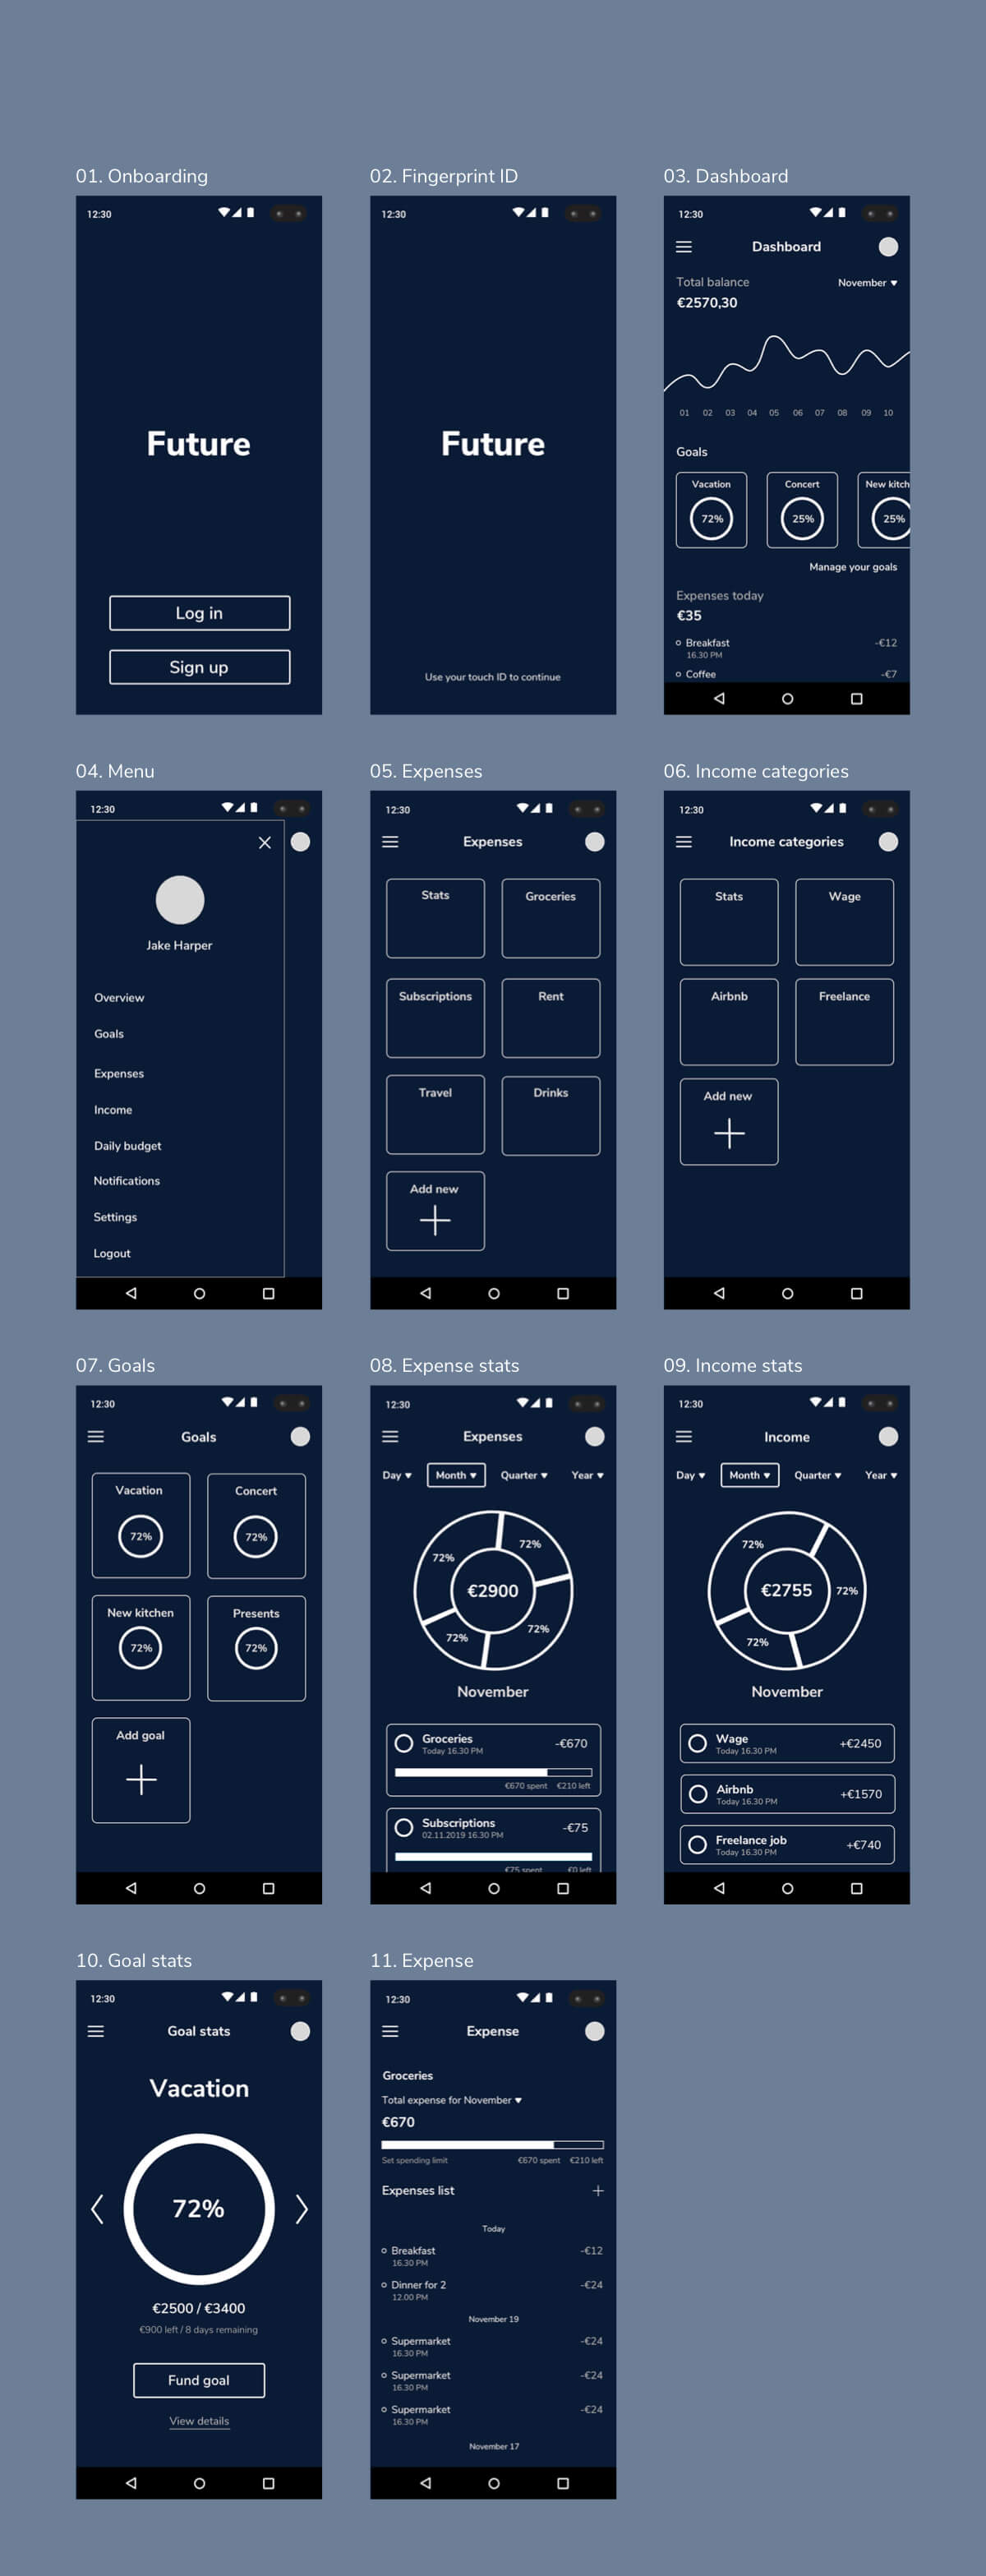 01. Onboarding
12:30
Future
Log in
Sign up
02. Fingerprint ID
12:30
Future
Use your touch ID to continue
03. Dashboard
12:30
Dashboard
Total balance
November
€2570,30
01 02 03 04 05 06 07 08 09 10
Goals
Vacation
72%
Concert
25%
New kitch
25%
Manage your goals
Expenses today
€35
Breakfast -€12
16.30 PM
Coffee -€7
04. Menu
12:30
Jake Harper
Overview
Goals
Expenses
Income
Daily budget
Notifications
Settings
Logout
05. Expenses
12:30
Expenses
Stats Groceries
Subscriptions Rent
Travel Drinks
Add new
06. Income categories
12:30
Income categories
Stats Wage
Airbnb Freelance
Add new
07. Goals
12:30
Goals
Vacation Concert
72% 72%
New kitchen Presents
72% 72%
Add goal
08. Expense stats
12:30
Expenses
Day Month Quarter Year
72%
72%
€2900
72%
72%
November
Groceries -€670
Today 16.30 PM
€670 spent €210 left
Subscriptions -€75
02.11.2019 16.30 PM
€75 spent €0 left
09. Income stats
12:30
Income
Day Month Quarter Year
72%
€2755 72%
72%
November
Wage +€2450
Today 16.30 PM
Airbnb +€1570
Today 16.30 PM
Freelance job +€740
Today 16.30 PM
10. Goal stats
12:30
Goal stats
Vacation
72%
€2500 / €3400
€900 left / 8 days remaining
Fund goal
View details
11. Expense
12:30
Expense
Groceries
Total expense for November
€670
Set spending limit €670 spent €210 left
Expenses list
Today
Breakfast -€12
16.30 PM
Dinner for 2 -€24
12.00 PM
November 19
Supermarket -€24
16.30 PM
Supermarket -€24
16.30 PM
Supermarket -€24
16.30 PM
November 17